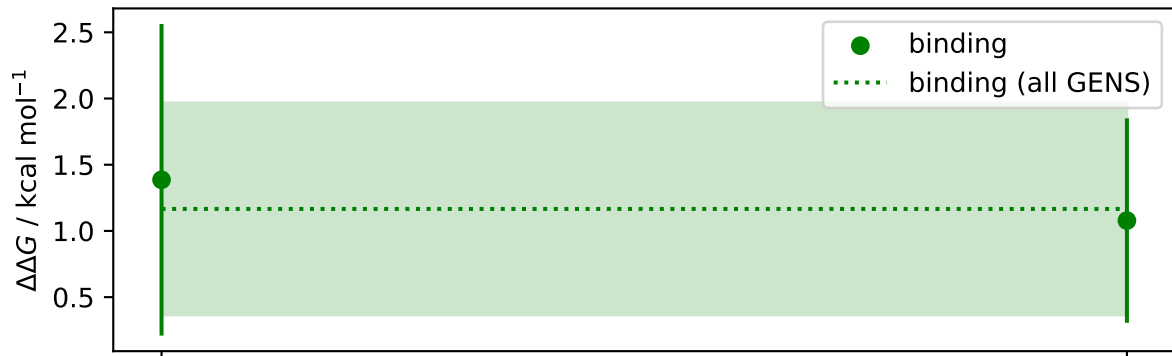 2.5
2.0
1.5
1.0
0.5
ΔΔG / kcal mol⁻¹
binding
binding (all GENS)